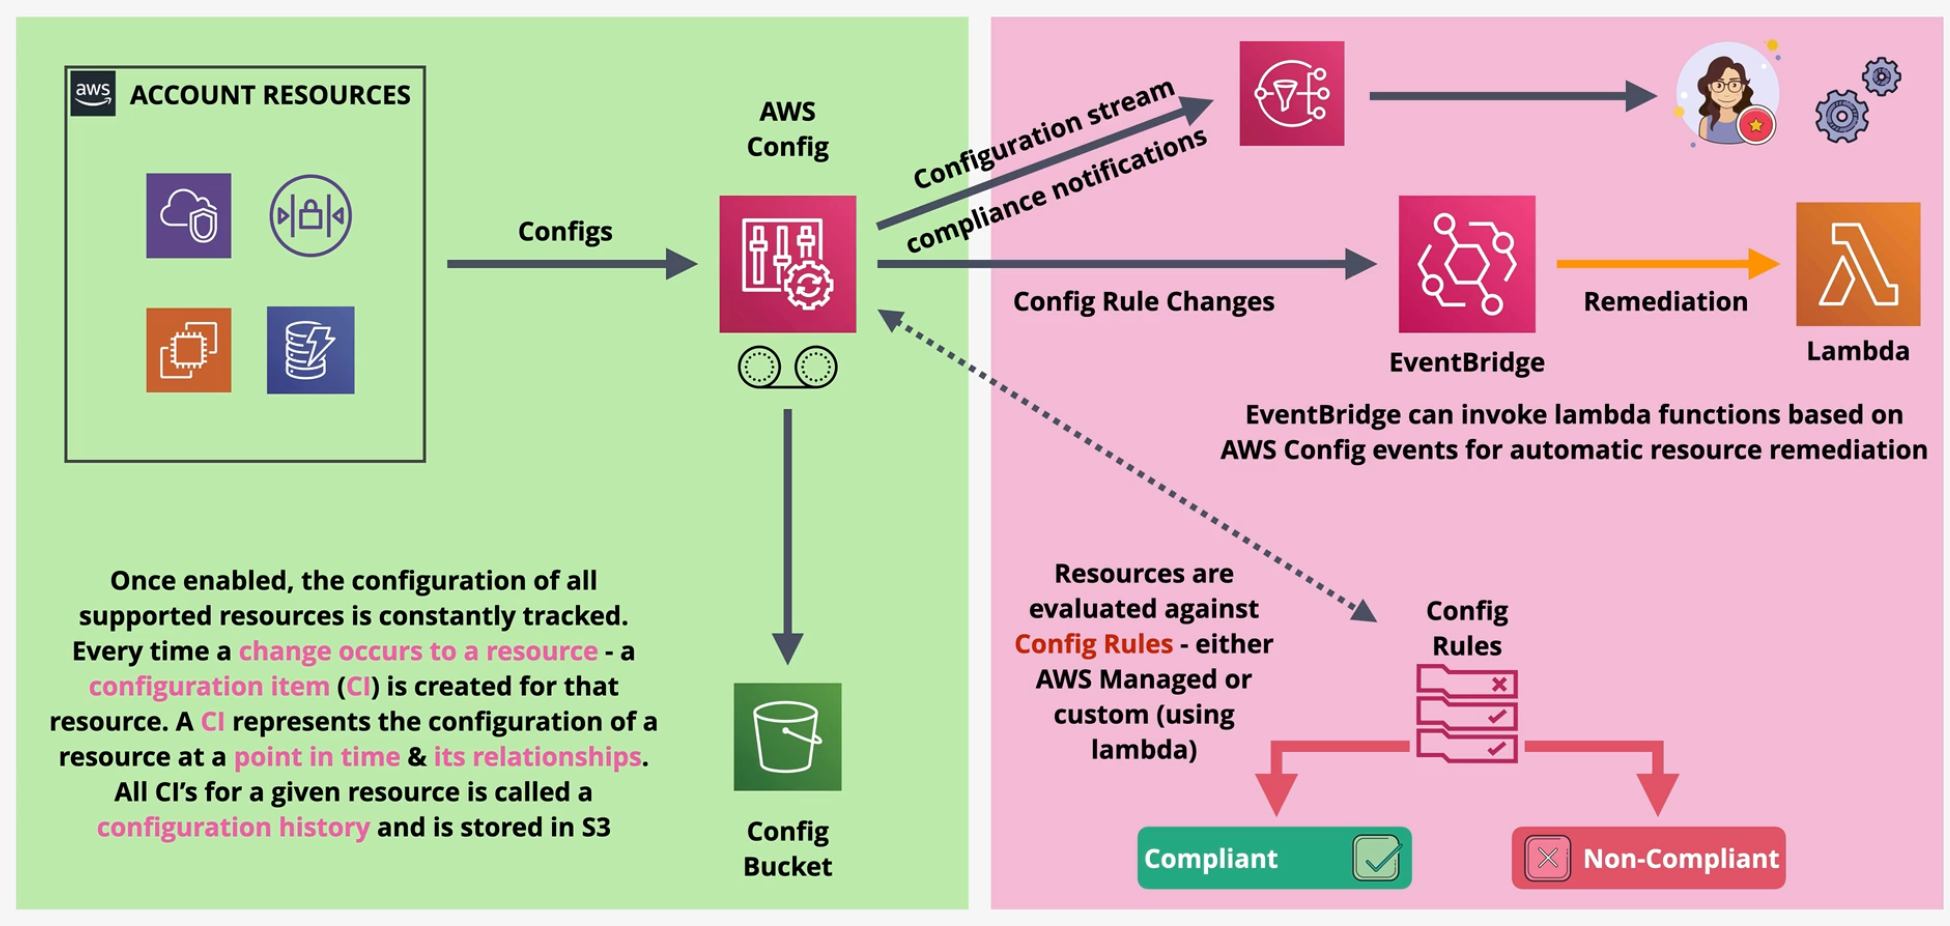 aws
ACCOUNT RESOURCES
Configs
AWS
Config
Configuration stream
compliance notifications
Config Rule Changes
EventBridge
Remediation
Lambda
EventBridge can invoke lambda functions based on
AWS Config events for automatic resource remediation
Once enabled, the configuration of all
supported resources is constantly tracked.
Every time a change occurs to a resource - a
configuration item (CI) is created for that
resource. A CI represents the configuration of a
resource at a point in time & its relationships.
All CI's for a given resource is called a
configuration history and is stored in S3
Config
Bucket
Resources are
evaluated against
Config Rules - either
AWS Managed or
custom (using
lambda)
Config
Rules
Compliant
Non-Compliant